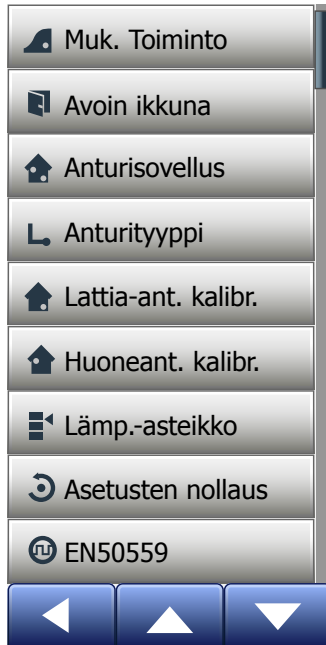 Muk. Toiminto
Avoin ikkuna
Anturisovellus
Anturityyppi
Lattia-ant. kalibr.
Huoneant. kalibr.
Lämp.-asteikko
Asetusten nollaus
EN50559